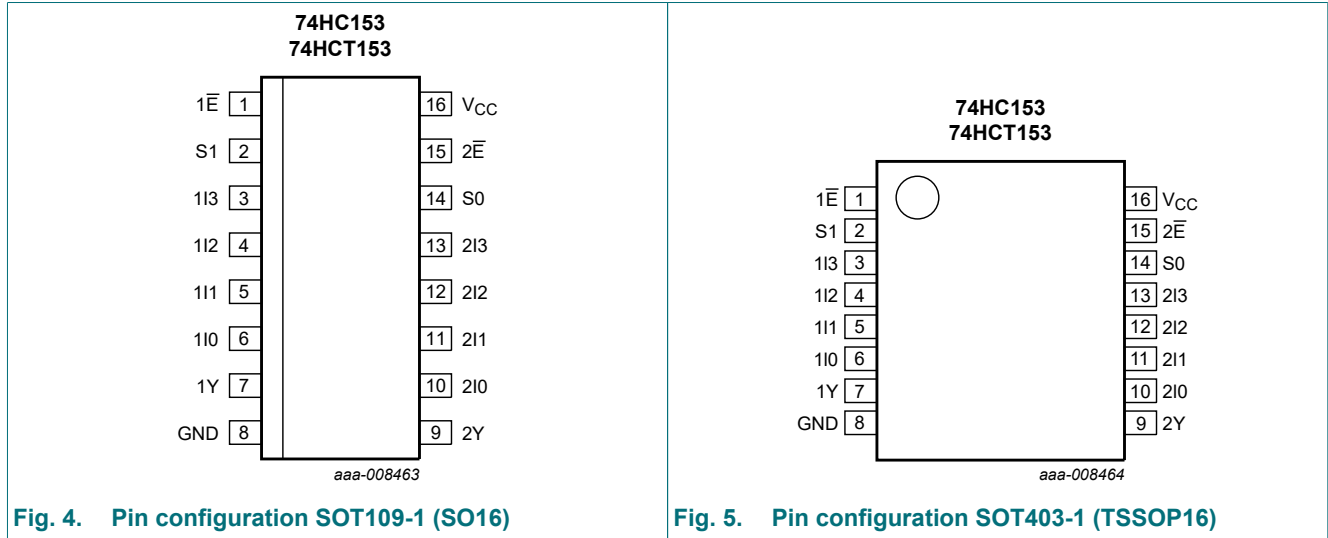 74HC153
74HCT153
1E̅ 1 16 VCC
S1 2 15 2E̅
1I3 3 14 S0
1I2 4 13 2I3
1I1 5 12 2I2
1I0 6 11 2I1
1Y 7 10 2I0
GND 8 9 2Y
aaa-008463
Fig. 4. Pin configuration SOT109-1 (SO16)
74HC153
74HCT153
1E̅ 1 16 VCC
S1 2 15 2E̅
1I3 3 14 S0
1I2 4 13 2I3
1I1 5 12 2I2
1I0 6 11 2I1
1Y 7 10 2I0
GND 8 9 2Y
aaa-008464
Fig. 5. Pin configuration SOT403-1 (TSSOP16)